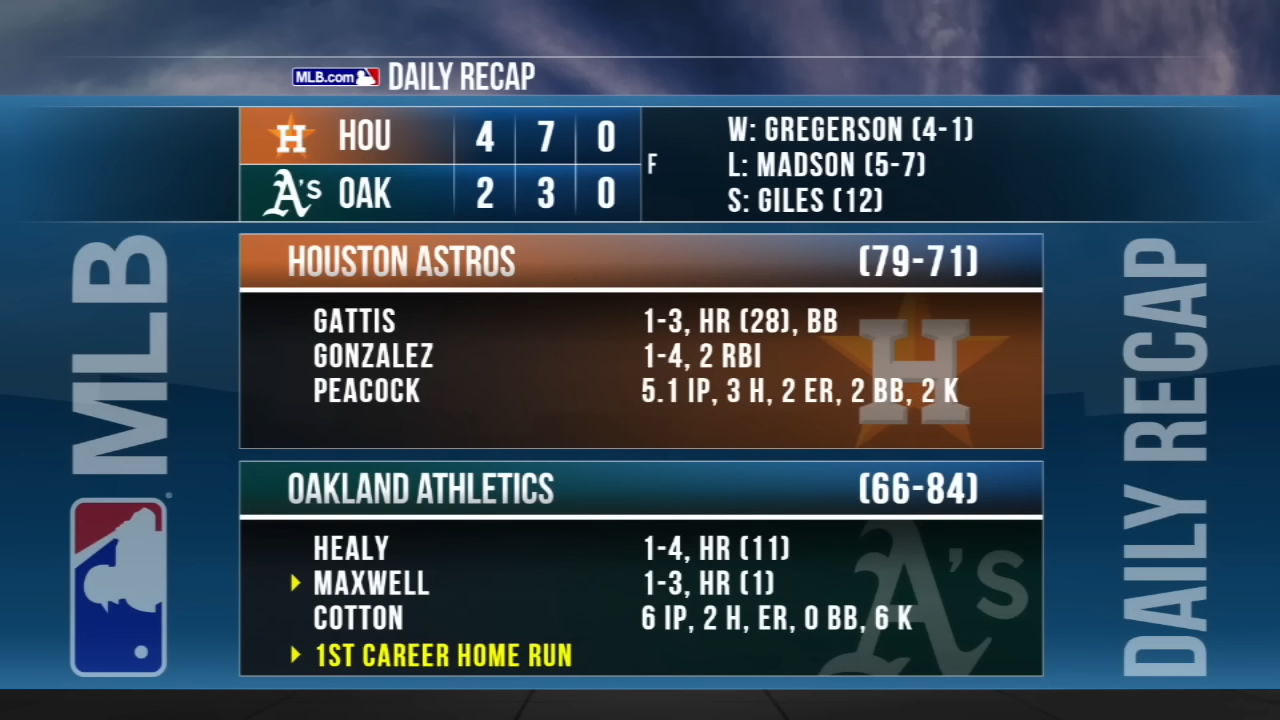 MLB.com DAILY RECAP
HOU 4 7 0
A's OAK 2 3 0
F
W: GREGERSON (4-1)
L: MADSON (5-7)
S: GILES (12)
HOUSTON ASTROS (79-71)
GATTIS 1-3, HR (28), BB
GONZALEZ 1-4, 2 RBI
PEACOCK 5.1 IP, 3 H, 2 ER, 2 BB, 2 K
H
OAKLAND ATHLETICS (66-84)
HEALY 1-4, HR (11)
MAXWELL 1-3, HR (1)
COTTON 6 IP, 2 H, ER, 0 BB, 6 K
1ST CAREER HOME RUN
A's
MLB
DAILY RECAP